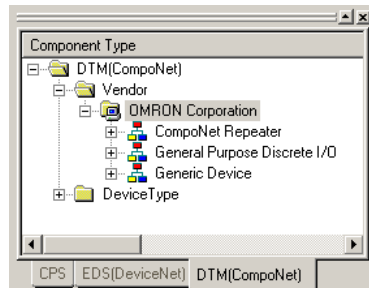 Component Type
DTM(CompoNet)
Vendor
OMRON Corporation
CompoNet Repeater
General Purpose Discrete I/O
Generic Device
DeviceType
CPS EDS(DeviceNet) DTM(CompoNet)